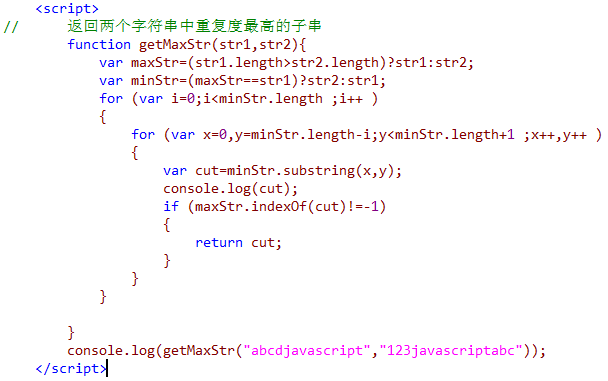 <script>
//      返回两个字符串中重复度最高的子串
function getMaxStr(str1,str2){
var maxStr=(str1.length>str2.length)?str1:str2;
var minStr=(maxStr==str1)?str2:str1;
for (var i=0;i<minStr.length ;i++ )
{
for (var x=0,y=minStr.length-i;y<minStr.length+1 ;x++,y++ )
{
var cut=minStr.substring(x,y);
console.log(cut);
if (maxStr.indexOf(cut)!=-1)
{
return cut;
}
}
}
}
console.log(getMaxStr("abcdjavascript","123javascriptabc"));
</script>